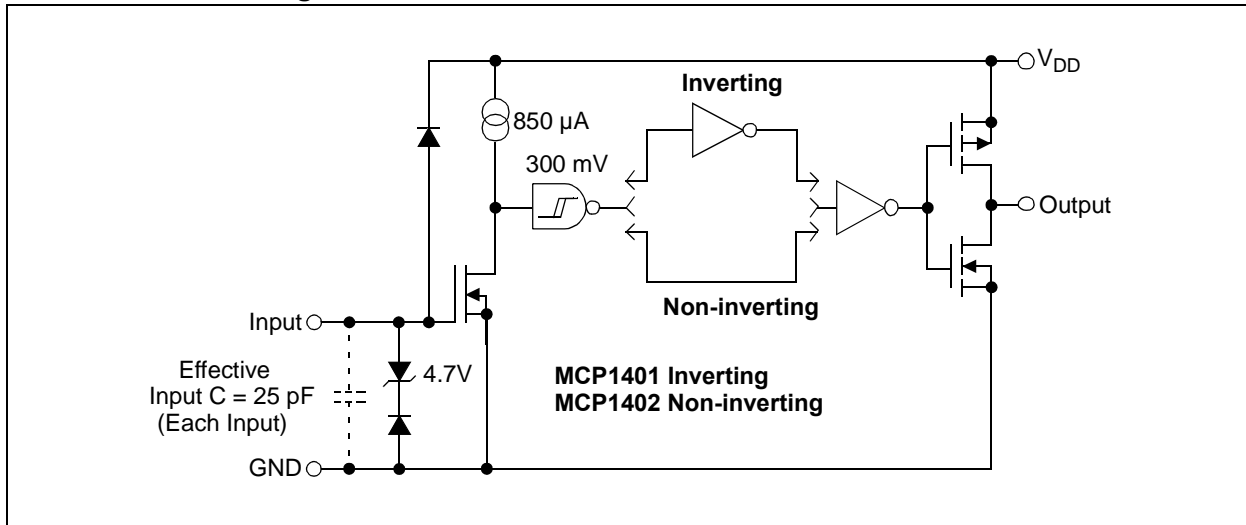 V_DD
Inverting
850 µA
300 mV
Output
Non-inverting
Input
Effective
Input C = 25 pF
(Each Input)
4.7V
MCP1401 Inverting
MCP1402 Non-inverting
GND